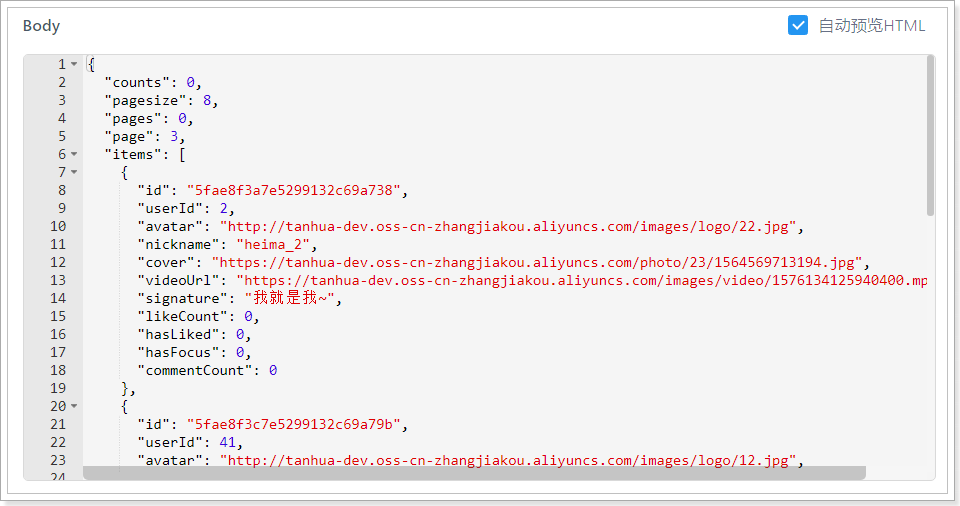 Body
自动预览HTML
1 {
2 "counts": 0,
3 "pagesize": 8,
4 "pages": 0,
5 "page": 3,
6 "items": [
7 {
8 "id": "5fae8f3a7e5299132c69a738",
9 "userId": 2,
10 "avatar": "http://tanhua-dev.oss-cn-zhangjiakou.aliyuncs.com/images/logo/22.jpg",
11 "nickname": "heima_2",
12 "cover": "https://tanhua-dev.oss-cn-zhangjiakou.aliyuncs.com/photo/23/1564569713194.jpg",
13 "videoUrl": "https://tanhua-dev.oss-cn-zhangjiakou.aliyuncs.com/images/video/1576134125940400.mp
14 "signature": "我就是我~",
15 "likeCount": 0,
16 "hasLiked": 0,
17 "hasFocus": 0,
18 "commentCount": 0
19 },
20 {
21 "id": "5fae8f3c7e5299132c69a79b",
22 "userId": 41,
23 "avatar": "http://tanhua-dev.oss-cn-zhangjiakou.aliyuncs.com/images/logo/12.jpg",
24